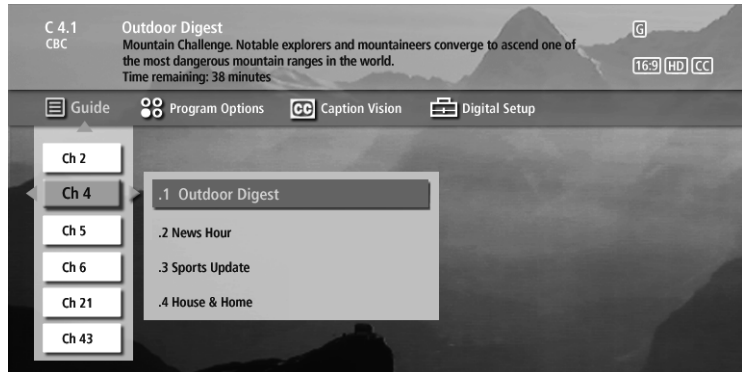 C 4.1
CBC
Outdoor Digest
Mountain Challenge. Notable explorers and mountaineers converge to ascend one of
the most dangerous mountain ranges in the world.
Time remaining: 38 minutes
G
16:9 HD CC
Guide
Program Options
CC Caption Vision
Digital Setup
Ch 2
Ch 4
Ch 5
Ch 6
Ch 21
Ch 43
.1 Outdoor Digest
.2 News Hour
.3 Sports Update
.4 House & Home